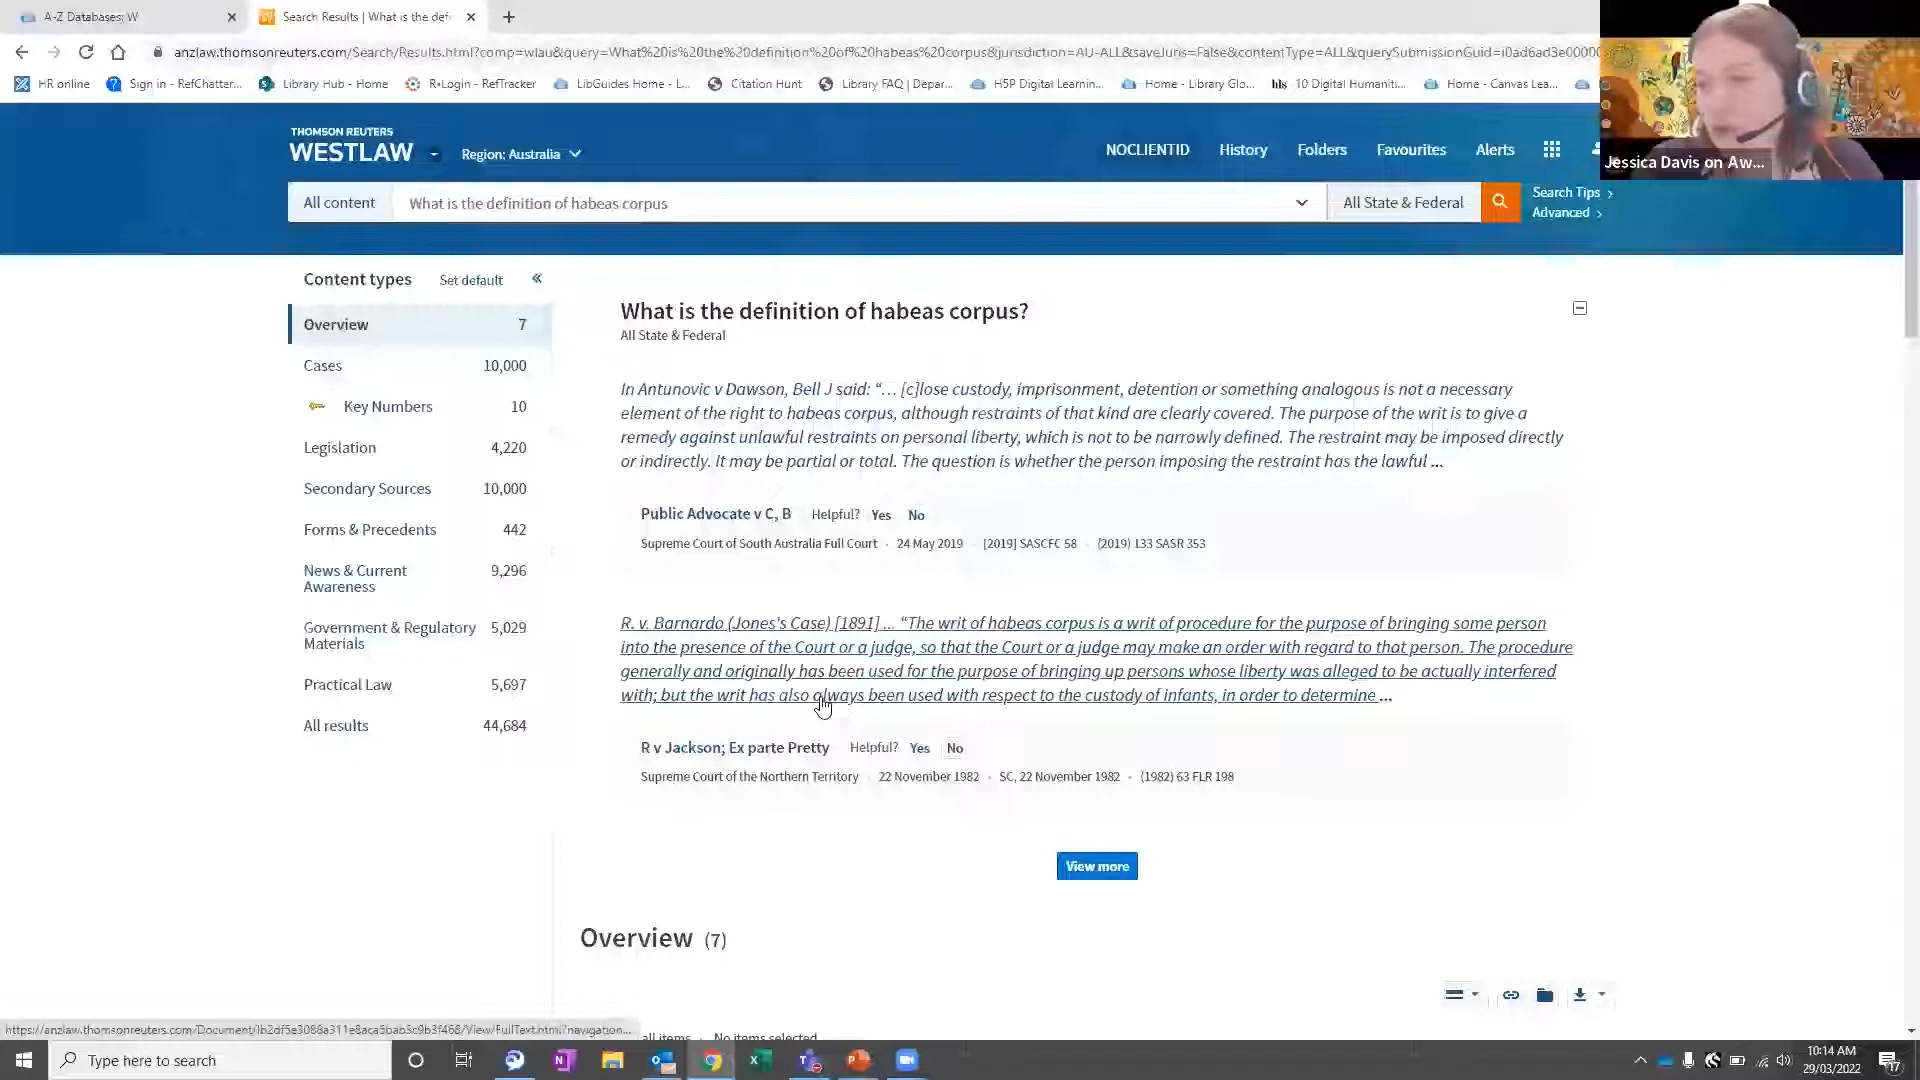 A-Z Databases: W
Search Results | What is the def
anzlaw.thomsonreuters.com/Search/Results.html?comp=wlau&query=What%20is%20the%20definition%20of%20habeas%20corpus&jurisdiction=AU-ALL&saveJuris=False&contentType=ALL&querySubmissionGuid=i0ad6ad3e00000
HR online
Sign in - RefChatter...
Library Hub - Home
R+Login - RefTracker
LibGuides Home - L...
Citation Hunt
Library FAQ | Depar...
H5P Digital Learnin...
Home - Library Glo...
hls 10 Digital Humaniti...
Home - Canvas Lea...
Jessica Davis on Aw...
THOMSON REUTERS
WESTLAW
Region: Australia
NOCLIENTID
History
Folders
Favourites
Alerts
All content
What is the definition of habeas corpus
All State & Federal
Search Tips
Advanced
Content types
Set default
Overview 7
Cases 10,000
Key Numbers 10
Legislation 4,220
Secondary Sources 10,000
Forms & Precedents 442
News & Current 9,296
Awareness
Government & Regulatory 5,029
Materials
Practical Law 5,697
All results 44,684
What is the definition of habeas corpus?
All State & Federal
In Antunovic v Dawson, Bell J said: “… [c]lose custody, imprisonment, detention or something analogous is not a necessary
element of the right to habeas corpus, although restraints of that kind are clearly covered. The purpose of the writ is to give a
remedy against unlawful restraints on personal liberty, which is not to be narrowly defined. The restraint may be imposed directly
or indirectly. It may be partial or total. The question is whether the person imposing the restraint has the lawful ...
Public Advocate v C, B Helpful? Yes No
Supreme Court of South Australia Full Court · 24 May 2019 · [2019] SASCFC 58 · (2019) 133 SASR 353
R. v. Barnardo (Jones's Case) [1891] ... “The writ of habeas corpus is a writ of procedure for the purpose of bringing some person
into the presence of the Court or a judge, so that the Court or a judge may make an order with regard to that person. The procedure
generally and originally has been used for the purpose of bringing up persons whose liberty was alleged to be actually interfered
with; but the writ has also always been used with respect to the custody of infants, in order to determine ...
R v Jackson; Ex parte Pretty Helpful? Yes No
Supreme Court of the Northern Territory · 22 November 1982 · SC, 22 November 1982 · (1982) 63 FLR 198
View more
Overview (7)
all items
No items selected
https://anzlaw.thomsonreuters.com/Document/Ib2df5e3088a311e8aca5bab3c9b3f468/View/FullText.html?navigation...
Type here to search
10:14 AM
29/03/2022
17